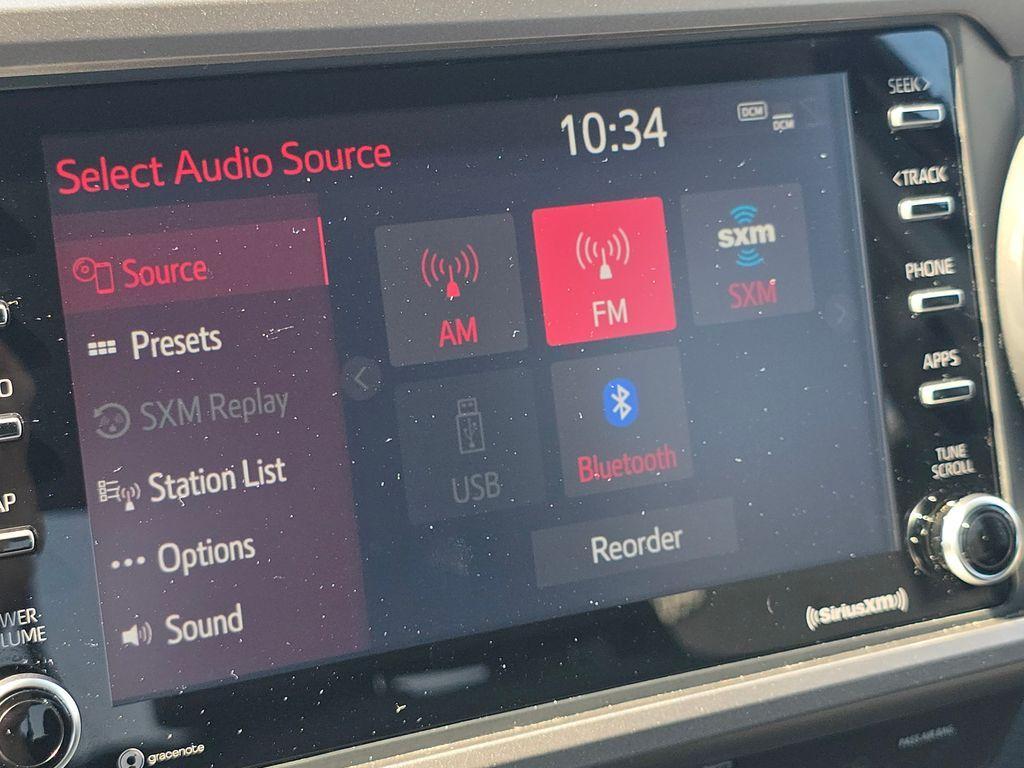 SEEK>
10:34
DCM
DCM
Select Audio Source
<TRACK
Source
AM
FM
sxm
SXM
PHONE
Presets
SXM Replay
APPS
Station List
USB
Bluetooth
TUNE
SCROLL
Options
Reorder
Sound
((SiriusXM))
gracenote